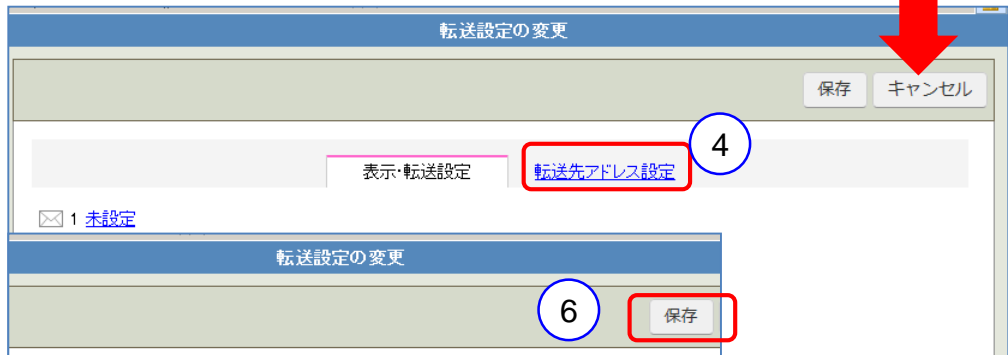 転送設定の変更
保存 キャンセル
4
表示・転送設定 転送先アドレス設定
1 未設定
転送設定の変更
6 保存